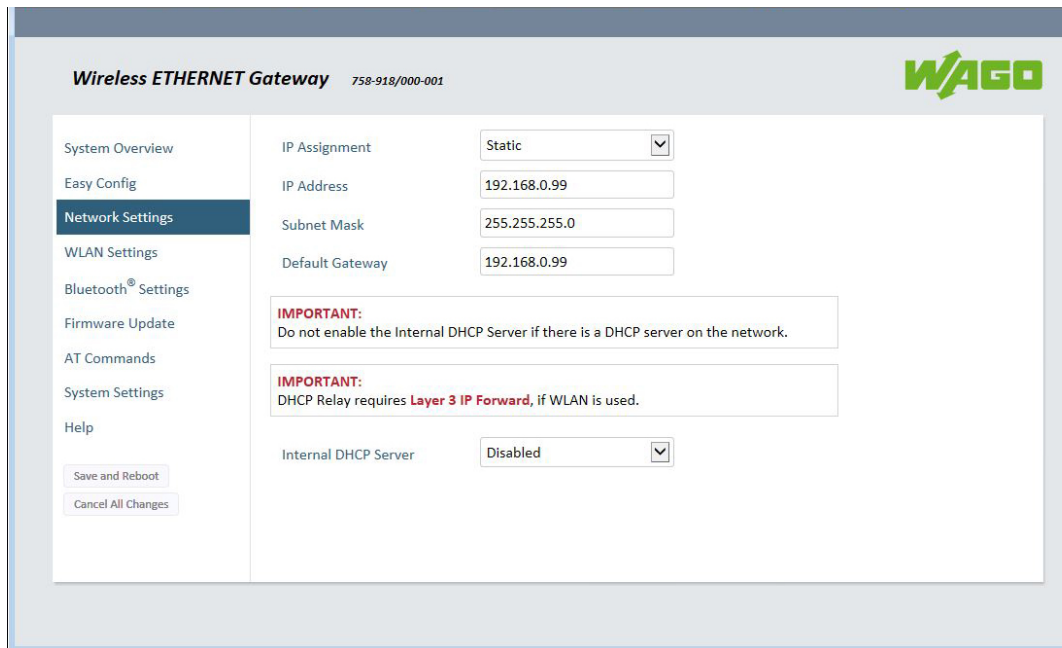 Wireless ETHERNET Gateway 758-918/000-001
WAGO
System Overview
Easy Config
Network Settings
WLAN Settings
Bluetooth® Settings
Firmware Update
AT Commands
System Settings
Help
Save and Reboot
Cancel All Changes
IP Assignment Static
IP Address 192.168.0.99
Subnet Mask 255.255.255.0
Default Gateway 192.168.0.99
IMPORTANT:
Do not enable the Internal DHCP Server if there is a DHCP server on the network.
IMPORTANT:
DHCP Relay requires Layer 3 IP Forward, if WLAN is used.
Internal DHCP Server Disabled